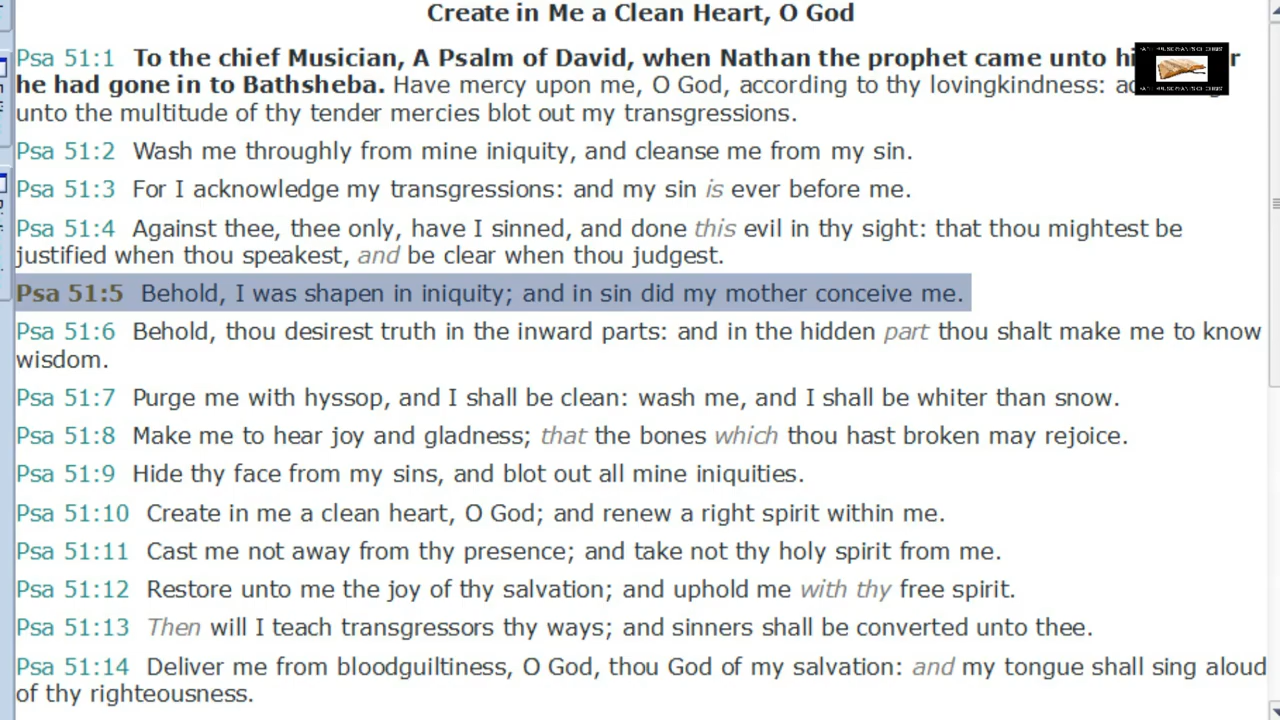 Create in Me a Clean Heart, O God
Psa 51:1 To the chief Musician, A Psalm of David, when Nathan the prophet came unto
he had gone in to Bathsheba. Have mercy upon me, O God, according to thy lovingkindness:
unto the multitude of thy tender mercies blot out my transgressions.
Psa 51:2 Wash me throughly from mine iniquity, and cleanse me from my sin.
Psa 51:3 For I acknowledge my transgressions: and my sin is ever before me.
Psa 51:4 Against thee, thee only, have I sinned, and done this evil in thy sight: that thou mightest be
justified when thou speakest, and be clear when thou judgest.
Psa 51:5 Behold, I was shapen in iniquity; and in sin did my mother conceive me.
Psa 51:6 Behold, thou desirest truth in the inward parts: and in the hidden part thou shalt make me to know
wisdom.
Psa 51:7 Purge me with hyssop, and I shall be clean: wash me, and I shall be whiter than snow.
Psa 51:8 Make me to hear joy and gladness; that the bones which thou hast broken may rejoice.
Psa 51:9 Hide thy face from my sins, and blot out all mine iniquities.
Psa 51:10 Create in me a clean heart, O God; and renew a right spirit within me.
Psa 51:11 Cast me not away from thy presence; and take not thy holy spirit from me.
Psa 51:12 Restore unto me the joy of thy salvation; and uphold me with thy free spirit.
Psa 51:13 Then will I teach transgressors thy ways; and sinners shall be converted unto thee.
Psa 51:14 Deliver me from bloodguiltiness, O God, thou God of my salvation: and my tongue shall sing aloud
of thy righteousness.